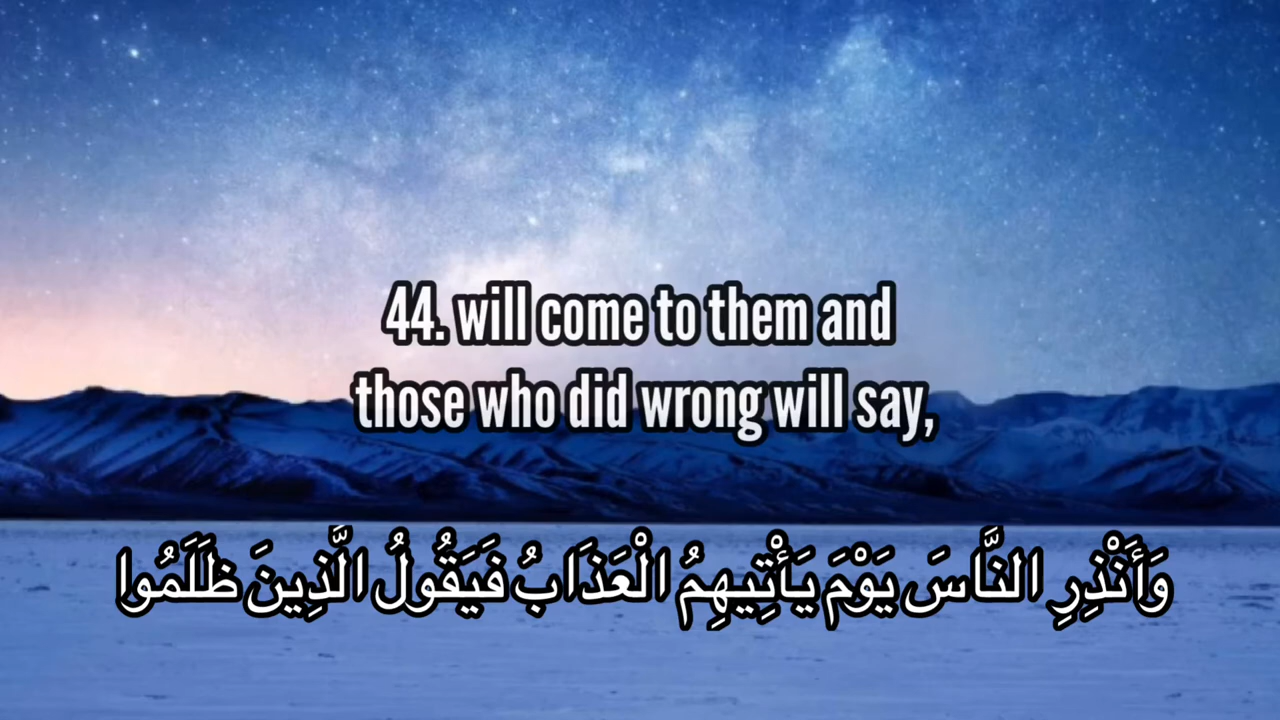 44. will come to them and
those who did wrong will say,
وَأَنْذِرِ النَّاسَ يَوْمَ يَأْتِيهِمُ الْعَذَابُ فَيَقُولُ الَّذِينَ ظَلَمُوا